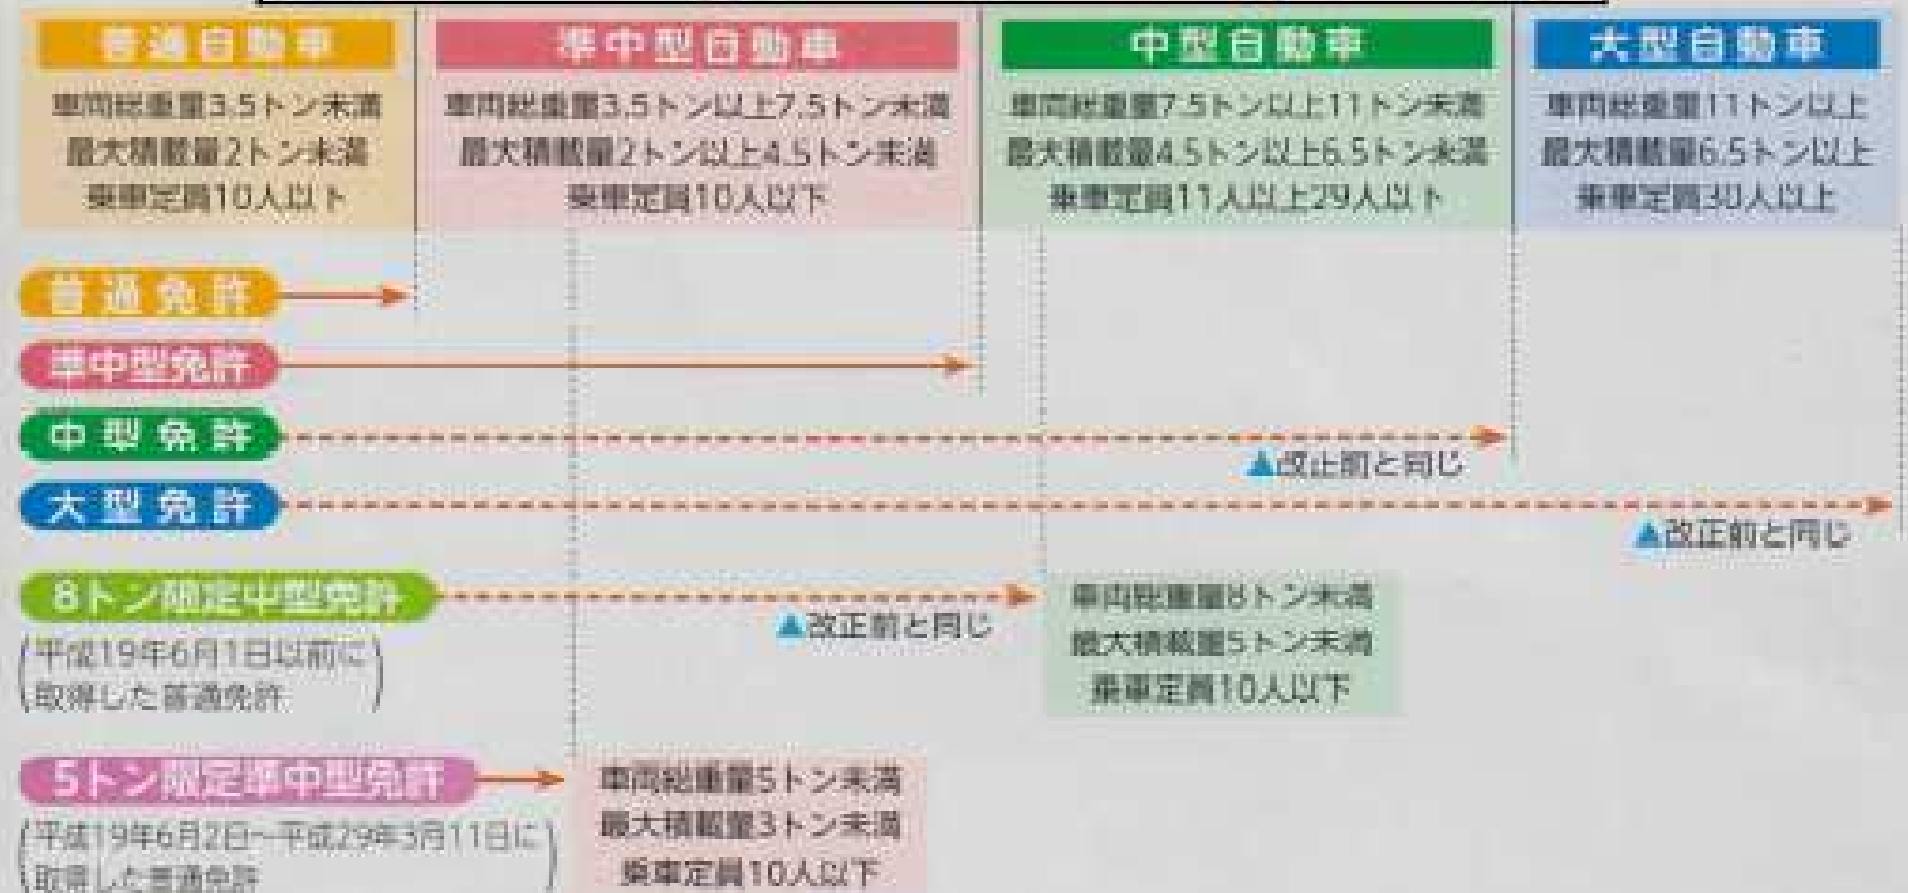 普通自動車
車両総重量3.5トン未満
最大積載量2トン未満
乗車定員10人以下
準中型自動車
車両総重量3.5トン以上7.5トン未満
最大積載量2トン以上4.5トン未満
乗車定員10人以下
中型自動車
車両総重量7.5トン以上11トン未満
最大積載量4.5トン以上6.5トン未満
乗車定員11人以上29人以下
大型自動車
車両総重量11トン以上
最大積載量6.5トン以上
乗車定員30人以上
普通免許
準中型免許
中型免許
▲改正前と同じ
大型免許
▲改正前と同じ
8トン限定中型免許
▲改正前と同じ
(平成19年6月1日以前に
取得した普通免許)
車両総重量8トン未満
最大積載量5トン未満
乗車定員10人以下
5トン限定準中型免許
(平成19年6月2日〜平成29年3月11日に
取得した普通免許)
車両総重量5トン未満
最大積載量3トン未満
乗車定員10人以下